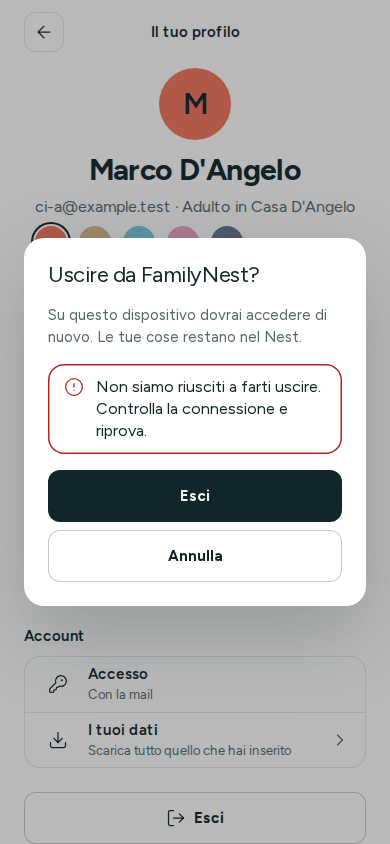 Il tuo profilo
M
Marco D'Angelo
ci-a@example.test · Adulto in Casa D'Angelo
Uscire da FamilyNest?
Su questo dispositivo dovrai accedere di
nuovo. Le tue cose restano nel Nest.
Non siamo riusciti a farti uscire.
Controlla la connessione e
riprova.
Esci
Annulla
Account
Accesso
Con la mail
I tuoi dati
Scarica tutto quello che hai inserito
Esci